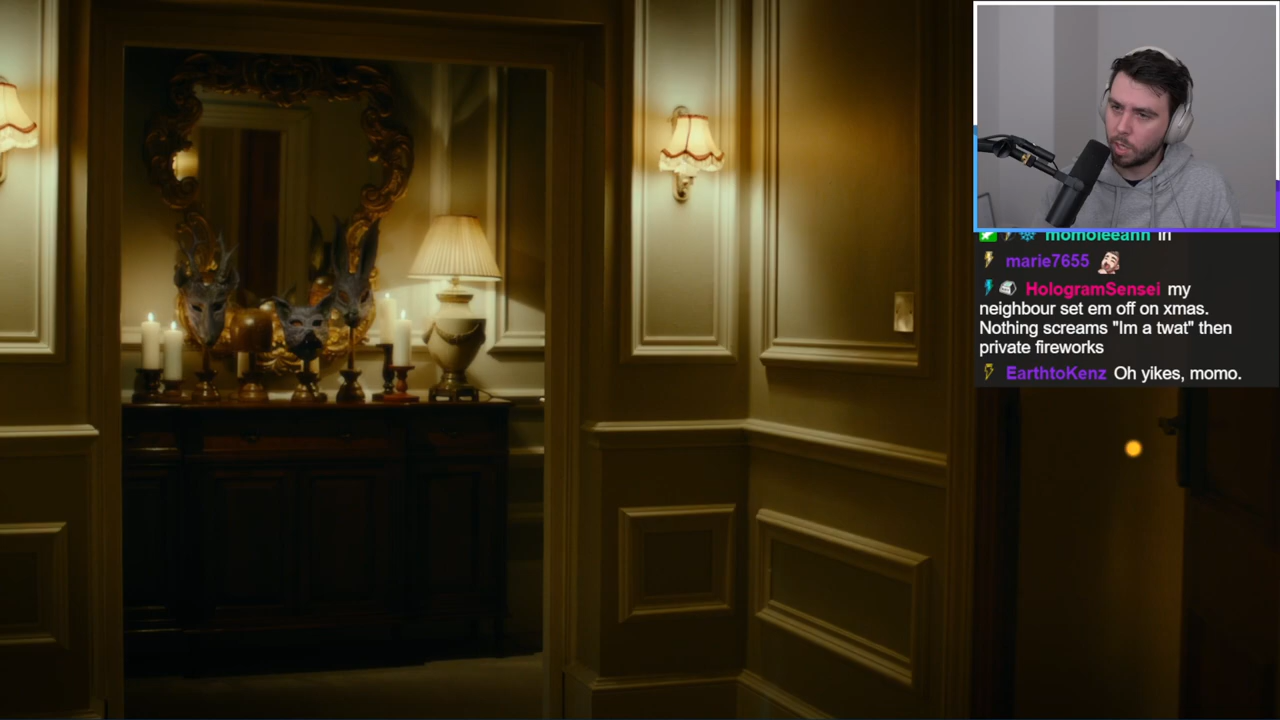 momoleeann in
marie7655
HologramSensei my
neighbour set em off on xmas.
Nothing screams "Im a twat" then
private fireworks
EarthtoKenz Oh yikes, momo.